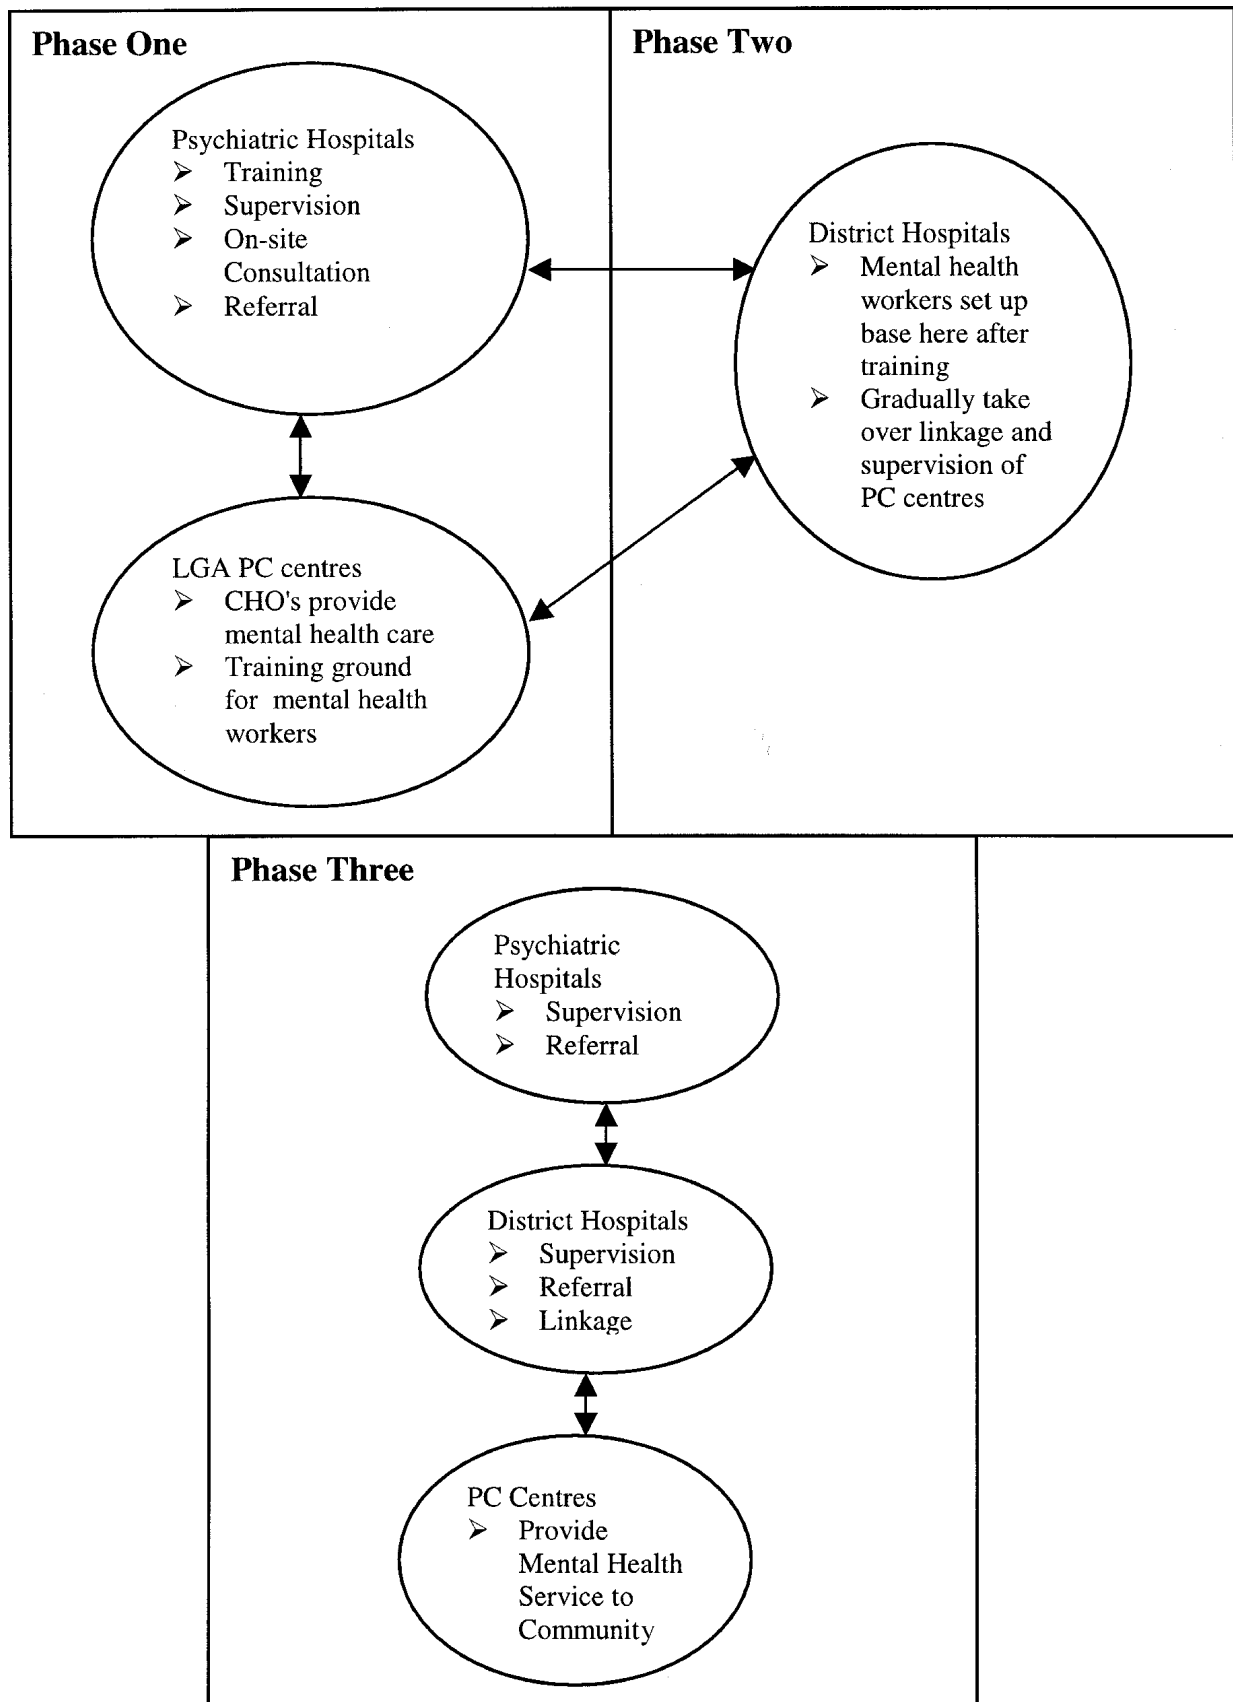 Phase One
Psychiatric Hospitals
➢ Training
➢ Supervision
➢ On-site
Consultation
➢ Referral
LGA PC centres
➢ CHO's provide
mental health care
➢ Training ground
for mental health
workers
Phase Two
District Hospitals
➢ Mental health
workers set up
base here after
training
➢ Gradually take
over linkage and
supervision of
PC centres
Phase Three
Psychiatric
Hospitals
➢ Supervision
➢ Referral
District Hospitals
➢ Supervision
➢ Referral
➢ Linkage
PC Centres
➢ Provide
Mental Health
Service to
Community